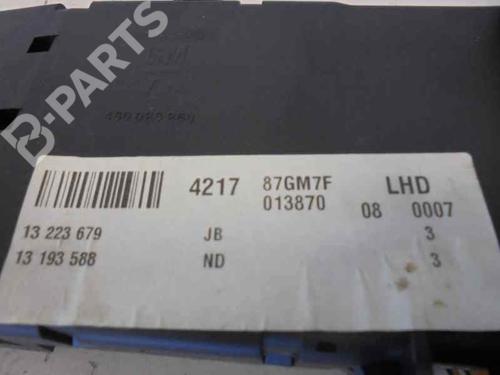 B-PARTS
4217
87GM7F
013870
LHD
08 0007
13 223 679 JB 3
13 193 588 ND 3